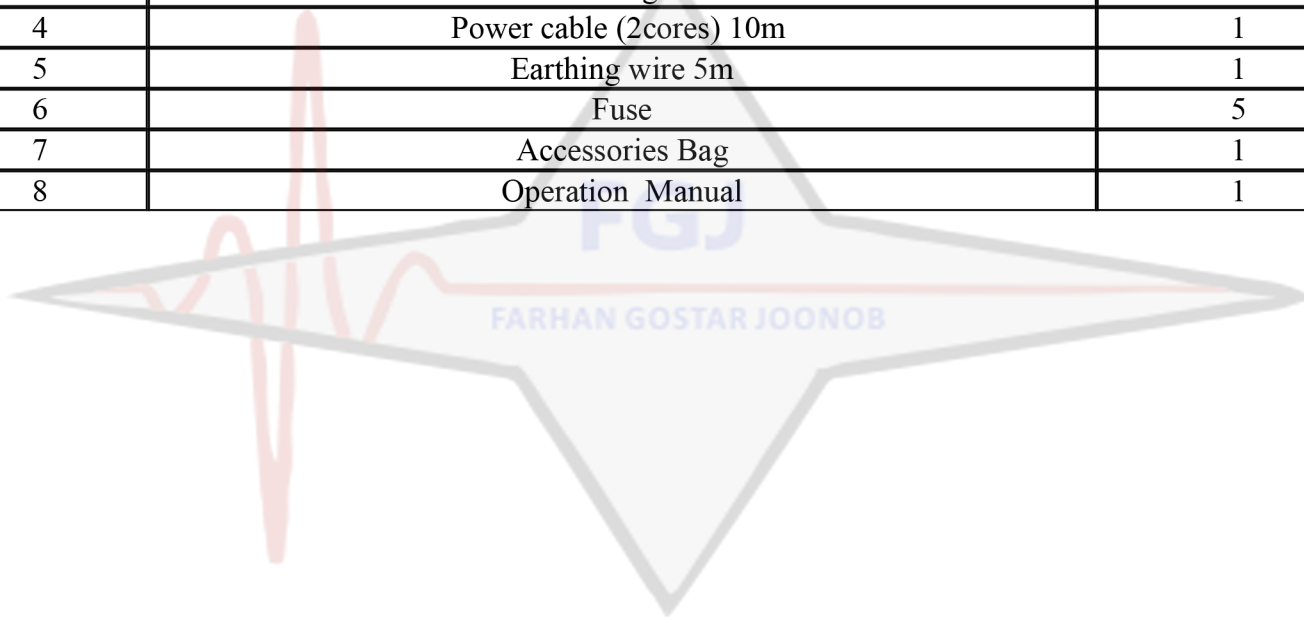 4 Power cable (2cores) 10m 1
5 Earthing wire 5m 1
6 Fuse 5
7 Accessories Bag 1
8 Operation Manual 1
FGJ
FARHAN GOSTAR JOONOB